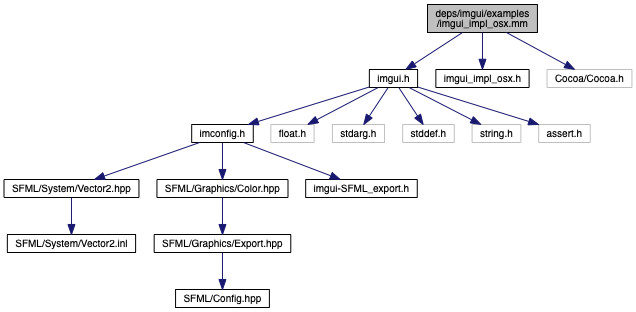 deps/imgui/examples
/imgui_impl_osx.mm
imgui.h
imgui_impl_osx.h
Cocoa/Cocoa.h
imconfig.h
float.h
stdarg.h
stddef.h
string.h
assert.h
SFML/System/Vector2.hpp
SFML/Graphics/Color.hpp
imgui-SFML_export.h
SFML/System/Vector2.inl
SFML/Graphics/Export.hpp
SFML/Config.hpp